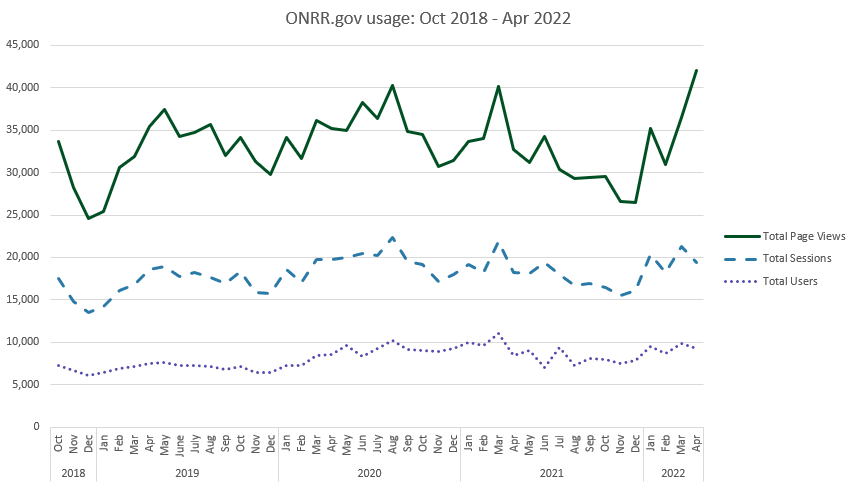 ONRR.gov usage: Oct 2018 - Apr 2022
45,000
40,000
35,000
30,000
25,000
20,000
15,000
10,000
5,000
0
Total Page Views
Total Sessions
Total Users
Oct Nov Dec Jan Feb Mar Apr May June July Aug Sep Oct Nov Dec Jan Feb Mar Apr May Jun Jul Aug Sep Oct Nov Dec Jan Feb Mar Apr May Jun Jul Aug Sep Oct Nov Dec Jan Feb Mar Apr
2018 2019 2020 2021 2022